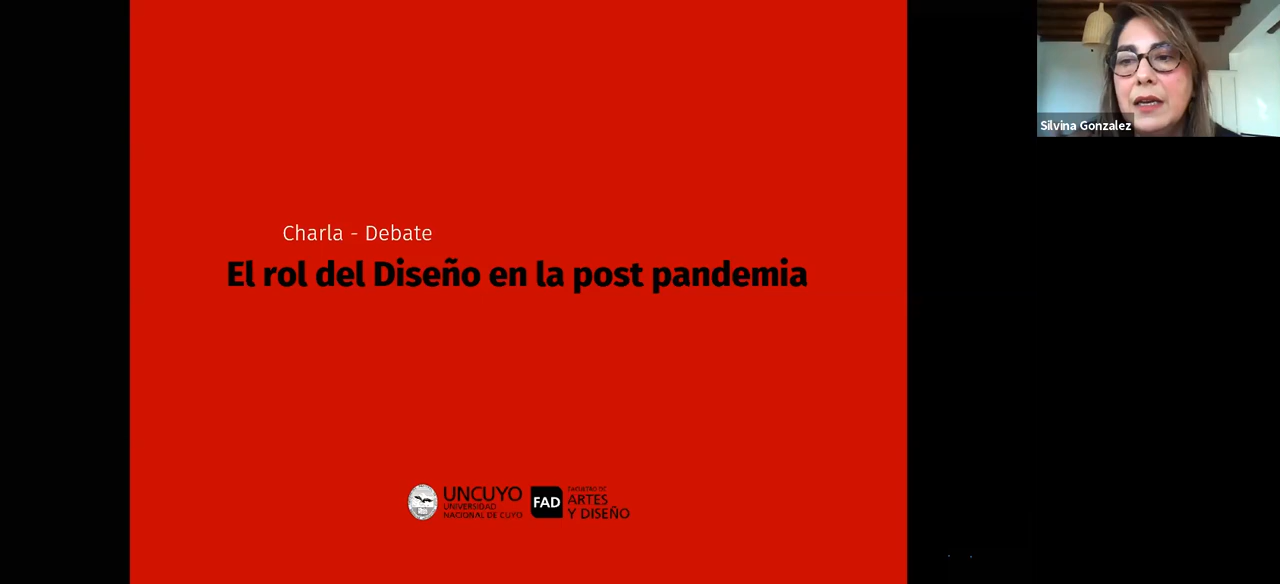 Charla - Debate
El rol del Diseño en la post pandemia
UNCUYO
UNIVERSIDAD
NACIONAL DE CUYO
FAD
FACULTAD DE
ARTES
Y DISEÑO
Silvina Gonzalez